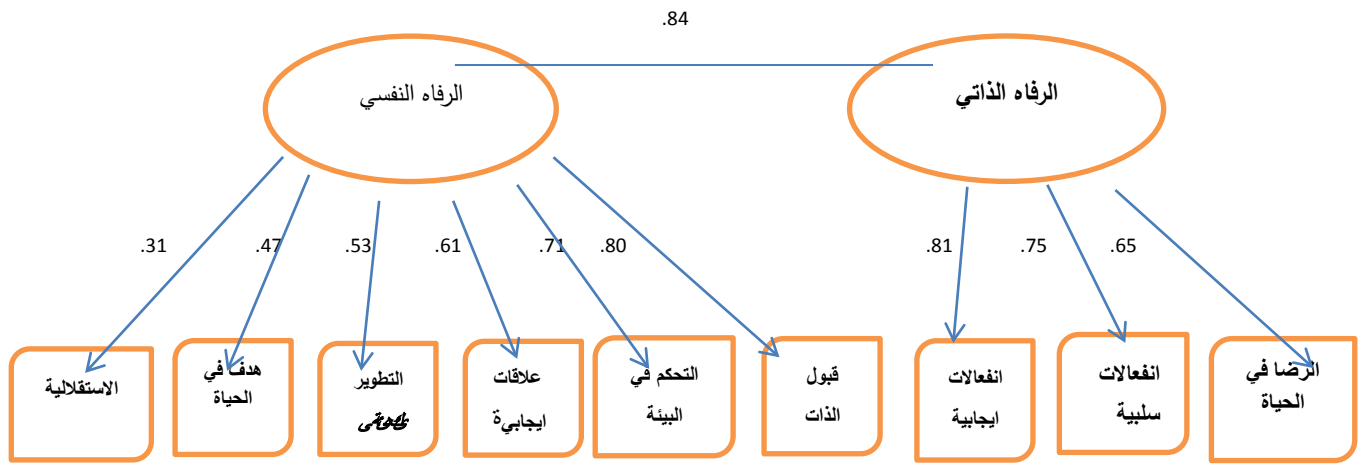 .84
الرفاه الذاتي
الرفاه النفسي
.31
.47
.53
.61
.71
.80
.81
.75
.65
الرضا في
الحياة
انفعالات
سلبية
انفعالات
ايجابية
قبول
الذات
التحكم في
البيئة
علاقات
ايجابية
التطوير
هدف في
الحياة
الاستقلالية